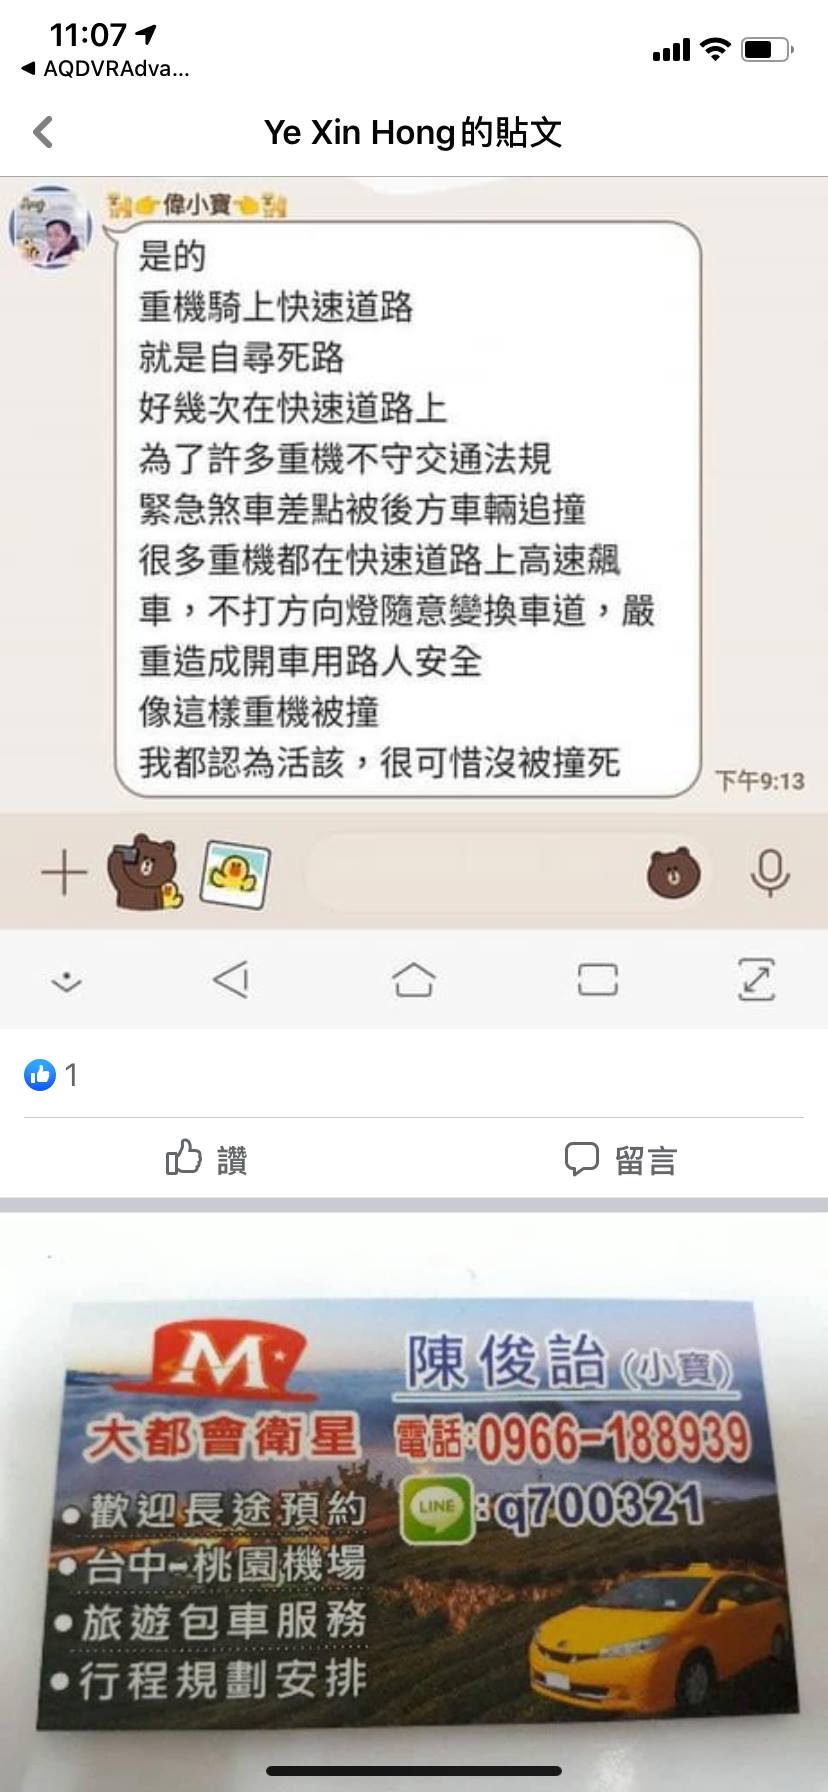 11:07
AQDVRAdva...
Ye Xin Hong的貼文
偉小寶
是的
重機騎上快速道路
就是自尋死路
好幾次在快速道路上
為了許多重機不守交通法規
緊急煞車差點被後方車輛追撞
很多重機都在快速道路上高速飆
車，不打方向燈隨意變換車道，嚴
重造成開車用路人安全
像這樣重機被撞
我都認為活該，很可惜沒被撞死
下午9:13
1
讚
留言
M
大都會衛星
陳俊詒(小寶)
電話:0966-188939
LINE:q700321
•歡迎長途預約
•台中-桃園機場
•旅遊包車服務
•行程規劃安排